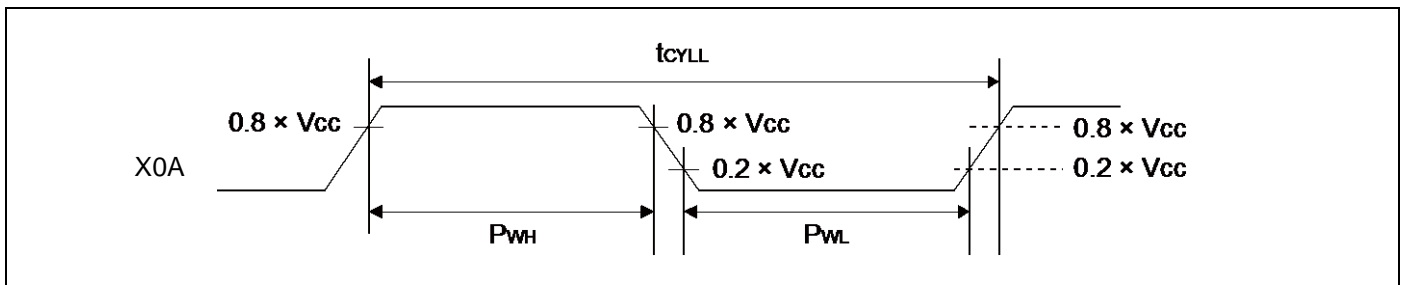 tCYLL
0.8 × Vcc 0.8 × Vcc 0.8 × Vcc
X0A 0.2 × Vcc 0.2 × Vcc
PWH PWL